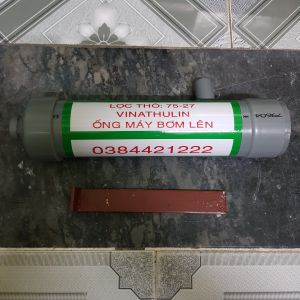 LỌC THÔ: 75-27
VINATHULIN
ỐNG MÁY BƠM LÊN
0384421222